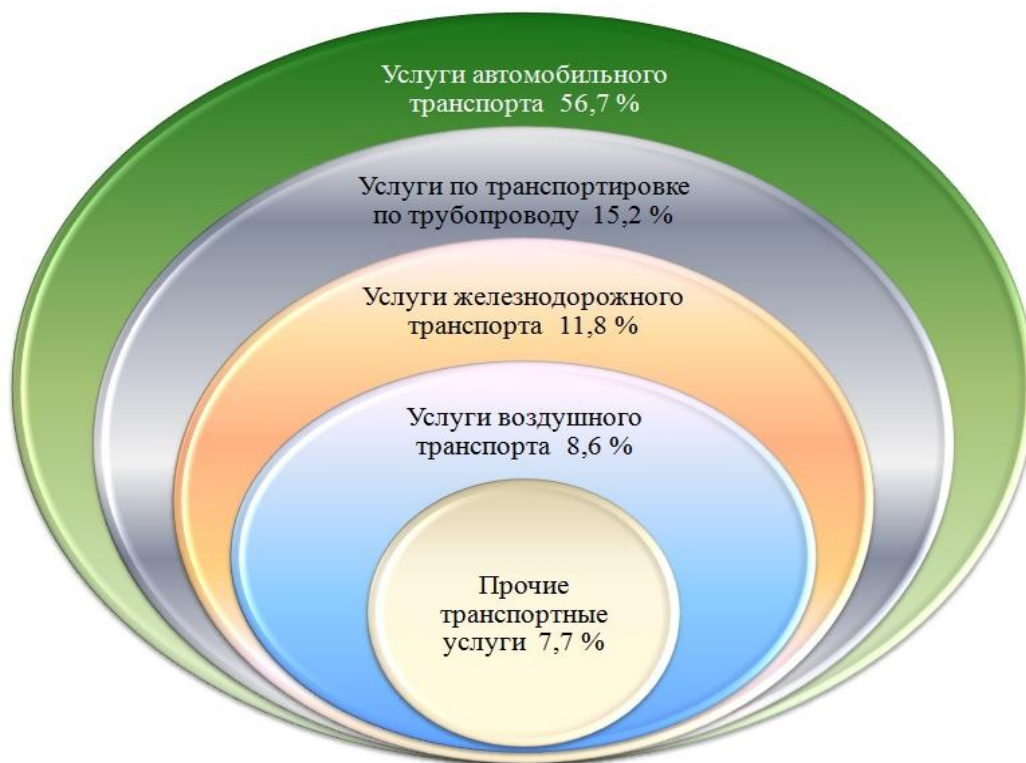 Услуги автомобильного
транспорта 56,7 %
Услуги по транспортировке
по трубопроводу 15,2 %
Услуги железнодорожного
транспорта 11,8 %
Услуги воздушного
транспорта 8,6 %
Прочие
транспортные
услуги 7,7 %